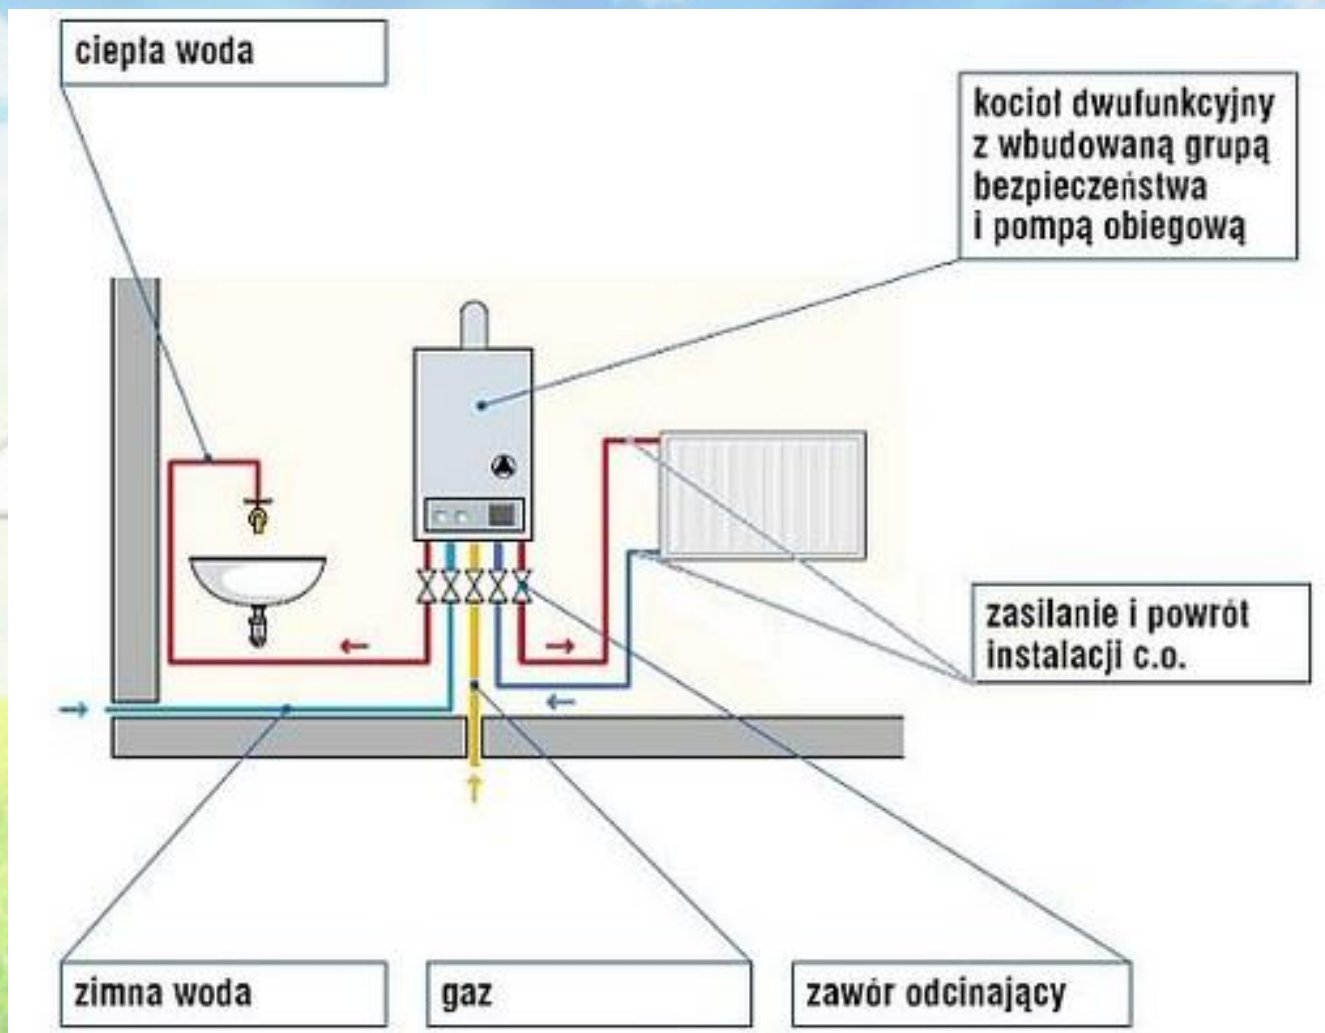 ciepła woda
kocioł dwufunkcyjny
z wbudowaną grupą
bezpieczeństwa
i pompą obiegową
zasilanie i powrót
instalacji c.o.
zimna woda
gaz
zawór odcinający